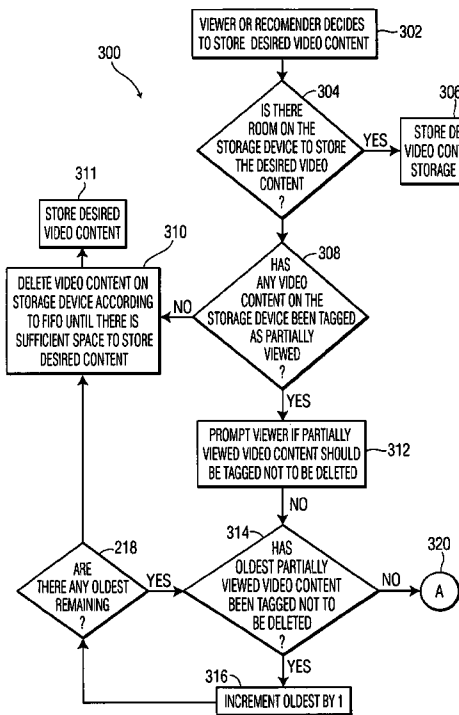 VIEWER OR RECOMENDER DECIDES
TO STORE DESIRED VIDEO CONTENT
302
300
304
IS THERE
ROOM ON THE
STORAGE DEVICE TO STORE
THE DESIRED VIDEO
CONTENT
?
YES
306
STORE DE
VIDEO CONT
STORAGE
311
STORE DESIRED
VIDEO CONTENT
310
DELETE VIDEO CONTENT ON
STORAGE DEVICE ACCORDING
TO FIFO UNTIL THERE IS
SUFFICIENT SPACE TO STORE
DESIRED CONTENT
NO
308
HAS
ANY VIDEO
CONTENT ON THE
STORAGE DEVICE BEEN TAGGED
AS PARTIALLY
VIEWED
?
YES
PROMPT VIEWER IF PARTIALLY
VIEWED VIDEO CONTENT SHOULD
BE TAGGED NOT TO BE DELETED
312
NO
314
HAS
OLDEST PARTIALLY
VIEWED VIDEO CONTENT
BEEN TAGGED NOT
TO BE
DELETED
?
NO
320
A
218
ARE
THERE ANY OLDEST
REMAINING
?
YES
YES
316
INCREMENT OLDEST BY 1